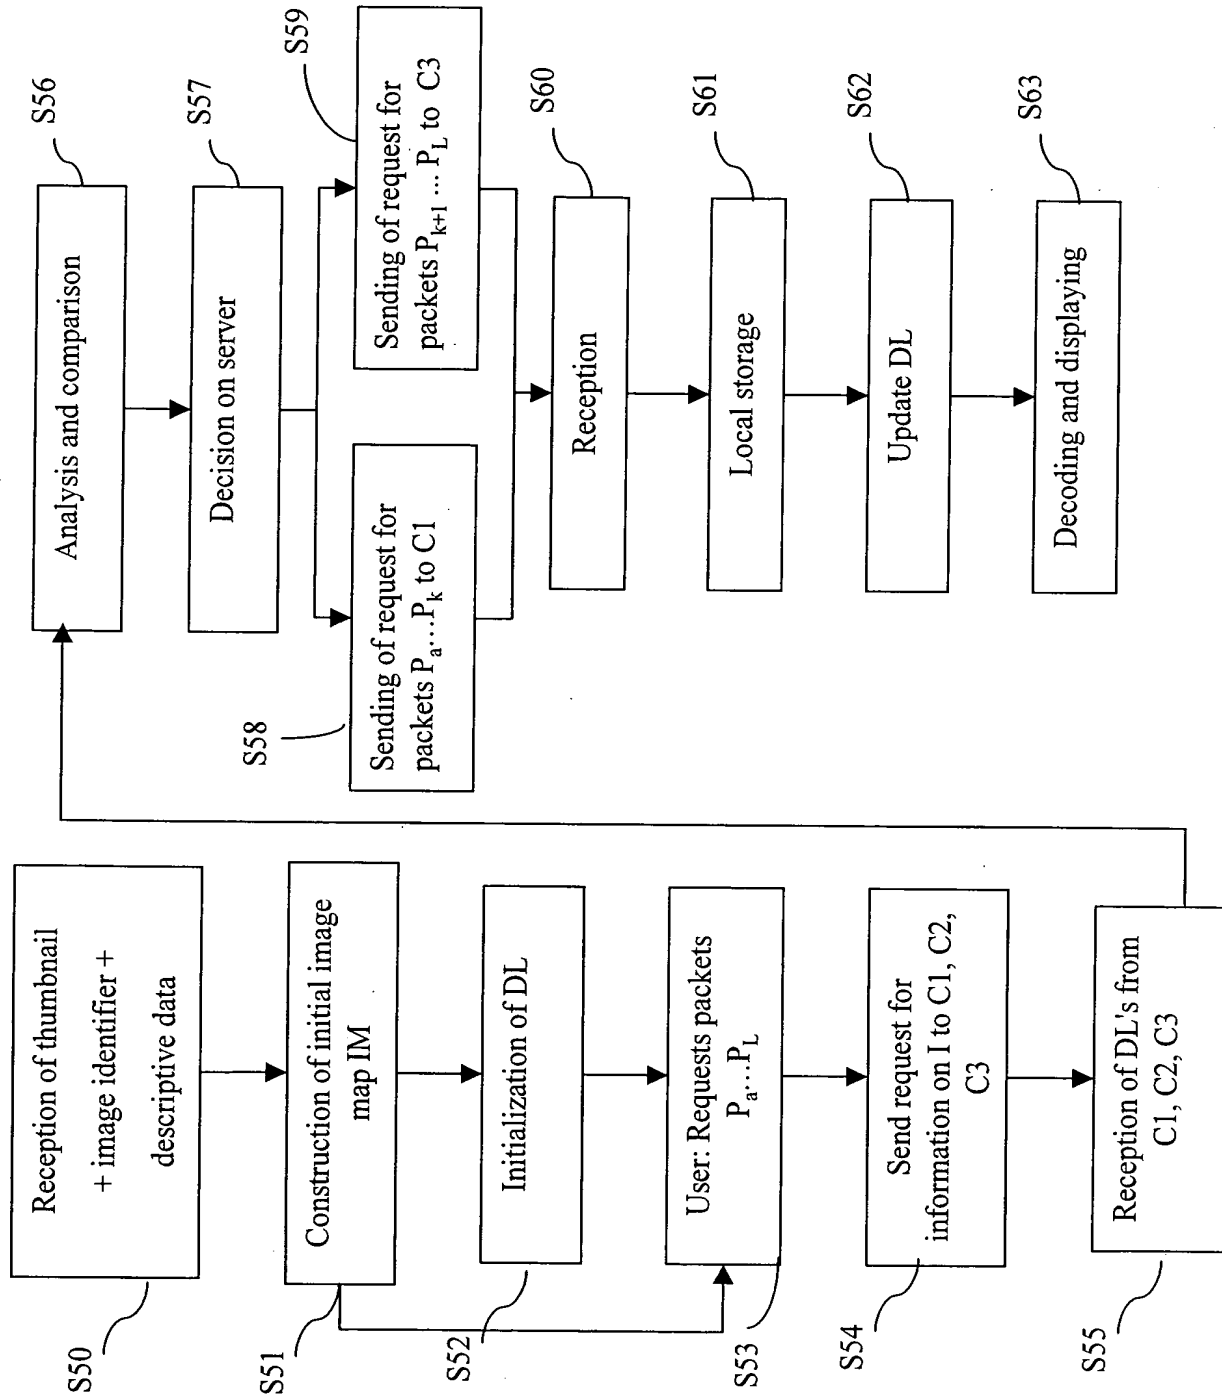 S50
Reception of thumbnail
+ image identifier +
descriptive data
S51
Construction of initial image
map IM
S52
Initialization of DL
S53
User: Requests packets
Pa...PL
S54
Send request for
information on I to C1, C2,
C3
S55
Reception of DL's from
C1, C2, C3
S56
Analysis and comparison
S57
Decision on server
S58
Sending of request for
packets Pa...Pk to C1
S59
Sending of request for
packets Pk+1 ... PL to C3
S60
Reception
S61
Local storage
S62
Update DL
S63
Decoding and displaying